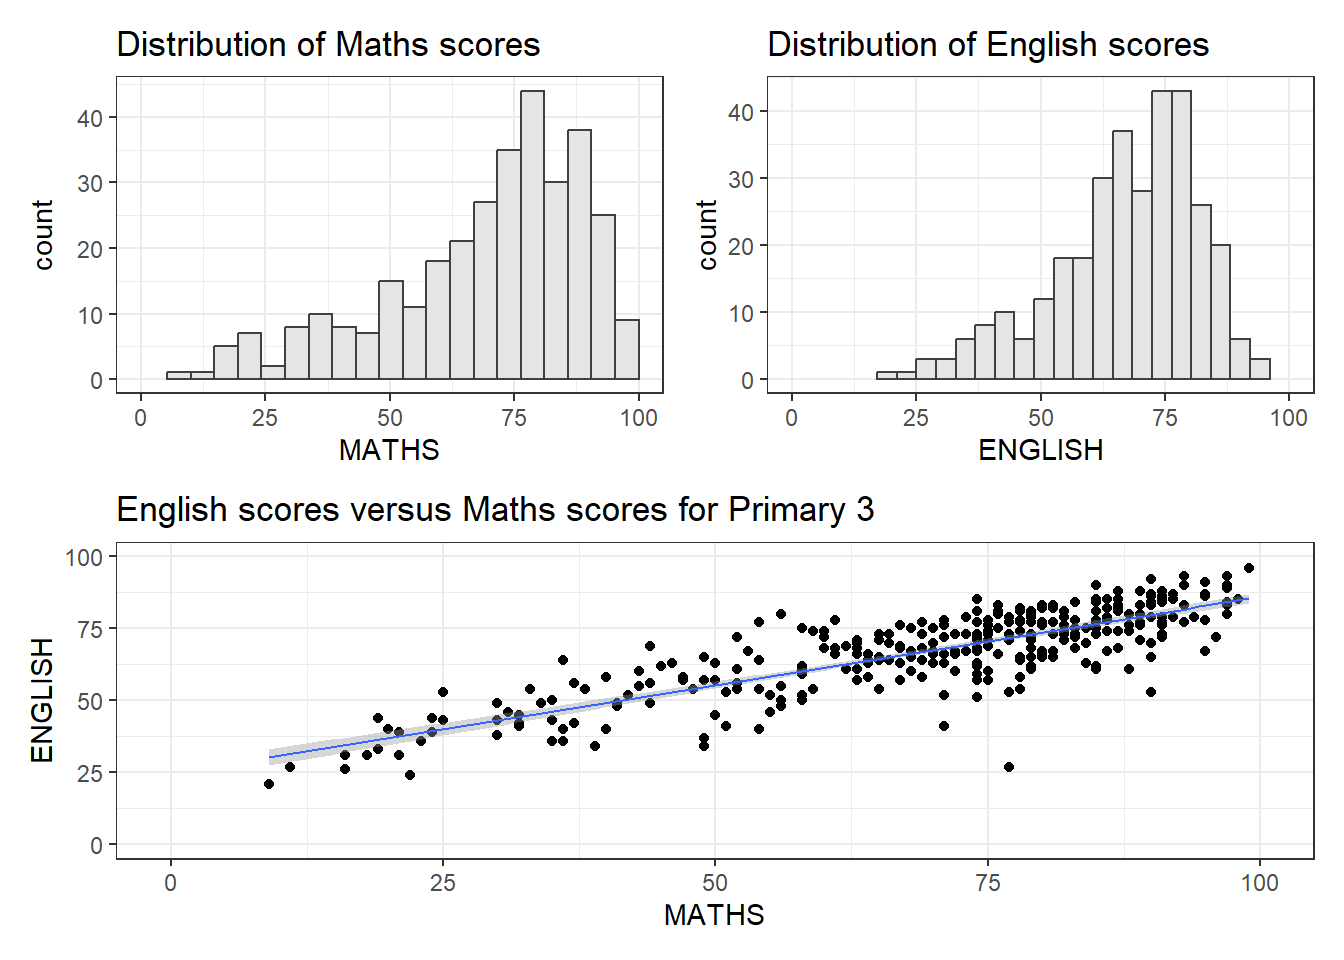 Distribution of Maths scores
count
40
30
20
10
0
0 25 50 75 100
MATHS
Distribution of English scores
count
40
30
20
10
0
0 25 50 75 100
ENGLISH
English scores versus Maths scores for Primary 3
ENGLISH
100
75
50
25
0
0 25 50 75 100
MATHS